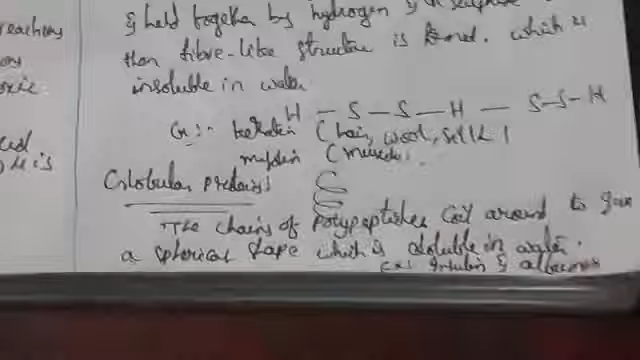 reactions
& held together by hydrogen & disulphide
than fibre-like structure is formed. which is
insoluble in water
H — S — S — H — S-S-H
Ex:- keratin (hair, wool, silk)
myosin (muscle).
Globular proteins:
The chains of polypeptides coil around to give
a spherical shape which is soluble in water.
ex: Insulin & albumins